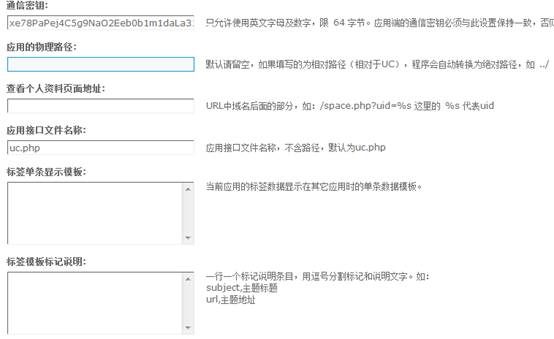 通信密钥:
xe78PaPej4C5g9NaO2Eeb0b1m1daLa3
只允许使用英文字母及数字，限 64 字节。应用端的通信密钥必须与此设置保持一致，否
应用的物理路径:
默认请留空，如果填写的为相对路径（相对于UC），程序会自动转换为绝对路径，如 ../
查看个人资料页面地址:
URL中域名后面的部分，如：/space.php?uid=%s 这里的 %s 代表uid
应用接口文件名称:
uc.php
应用接口文件名称，不含路径，默认为uc.php
标签单条显示模板:
当前应用的标签数据显示在其它应用时的单条数据模板。
标签模板标记说明:
一行一个标记说明条目，用逗号分割标记和说明文字。如：
subject,主题标题
url,主题地址